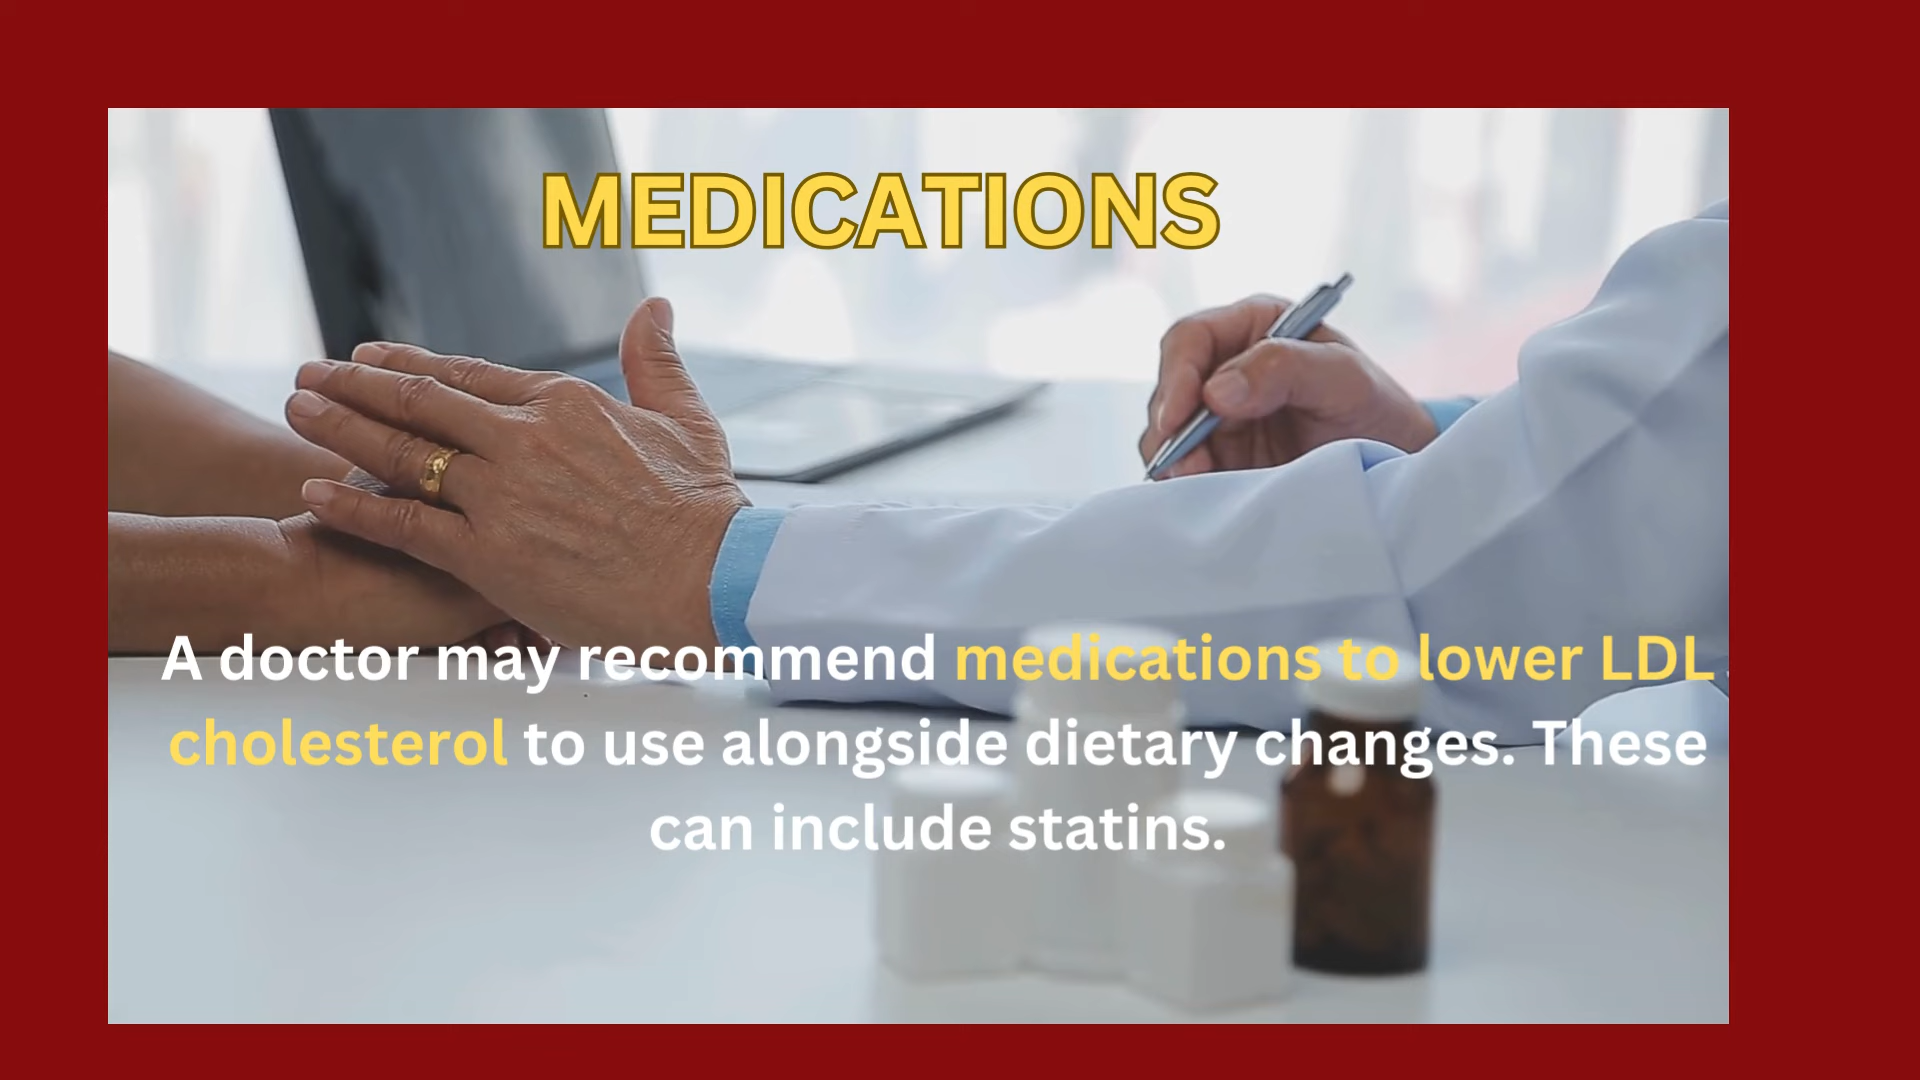 MEDICATIONS
A doctor may recommend medications to lower LDL
cholesterol to use alongside dietary changes. These
can include statins.